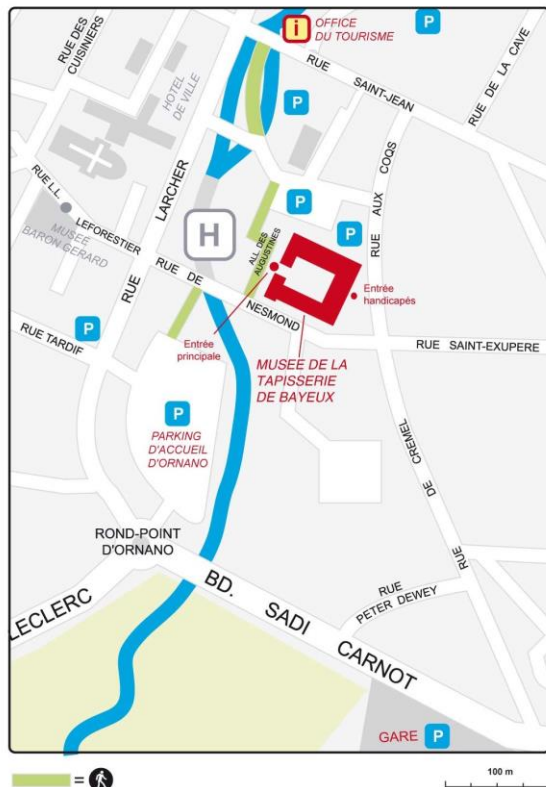 i
OFFICE
DU TOURISME
P
RUE DES
CUISINIERS
HOTEL
DE VILLE
RUE
SAINT-JEAN
RUE DE LA CAVE
P
LARCHER
RUE L.L.
LEFORESTIER
MUSEE
BARON GERARD
H
P
ALL. DES
AUGUSTINES
P
RUE AUX COQS
RUE
RUE DE
NESMOND
Entrée
handicapés
Entrée
principale
RUE TARDIF
P
MUSEE DE LA
TAPISSERIE
DE BAYEUX
RUE SAINT-EXUPERE
P
PARKING
D'ACCUEIL
D'ORNANO
RUE DE CREMEL
ROND-POINT
D'ORNANO
LECLERC
BD. SADI CARNOT
RUE
PETER DEWEY
GARE P
=
100 m